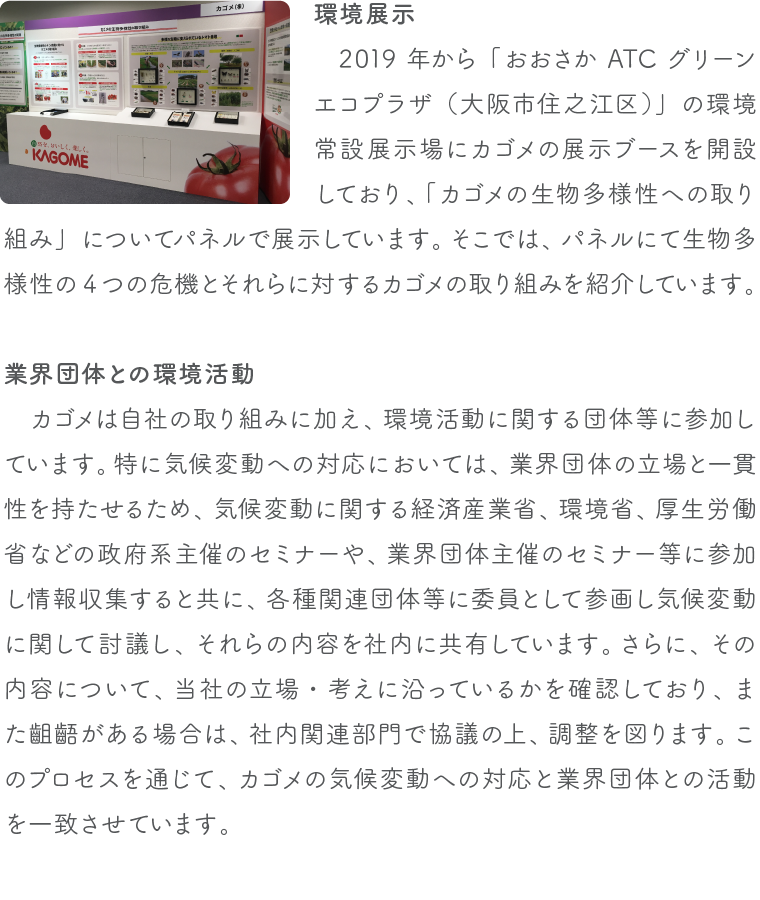 カゴメ(株)
KAGOME
環境展示
　2019 年から「おおさか ATC グリーン
エコプラザ（大阪市住之江区）」の環境
常設展示場にカゴメの展示ブースを開設
しており、「カゴメの生物多様性への取り
組み」についてパネルで展示しています。そこでは、パネルにて生物多
様性の４つの危機とそれらに対するカゴメの取り組みを紹介しています。
業界団体との環境活動
　カゴメは自社の取り組みに加え、環境活動に関する団体等に参加し
ています。特に気候変動への対応においては、業界団体の立場と一貫
性を持たせるため、気候変動に関する経済産業省、環境省、厚生労働
省などの政府系主催のセミナーや、業界団体主催のセミナー等に参加
し情報収集すると共に、各種関連団体等に委員として参画し気候変動
に関して討議し、それらの内容を社内に共有しています。さらに、その
内容について、当社の立場・考えに沿っているかを確認しており、ま
た齟齬がある場合は、社内関連部門で協議の上、調整を図ります。こ
のプロセスを通じて、カゴメの気候変動への対応と業界団体との活動
を一致させています。